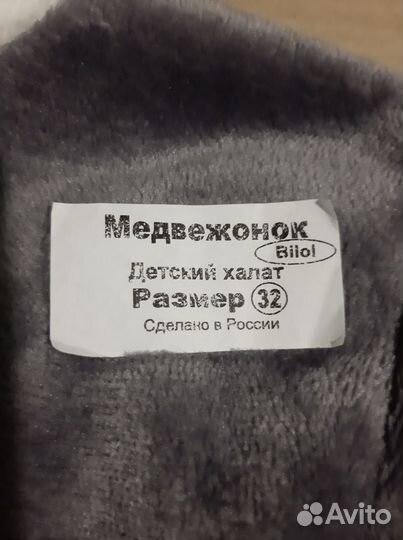 Медвежонок
Bilol
Детский халат
Размер 32
Сделано в России
Avito